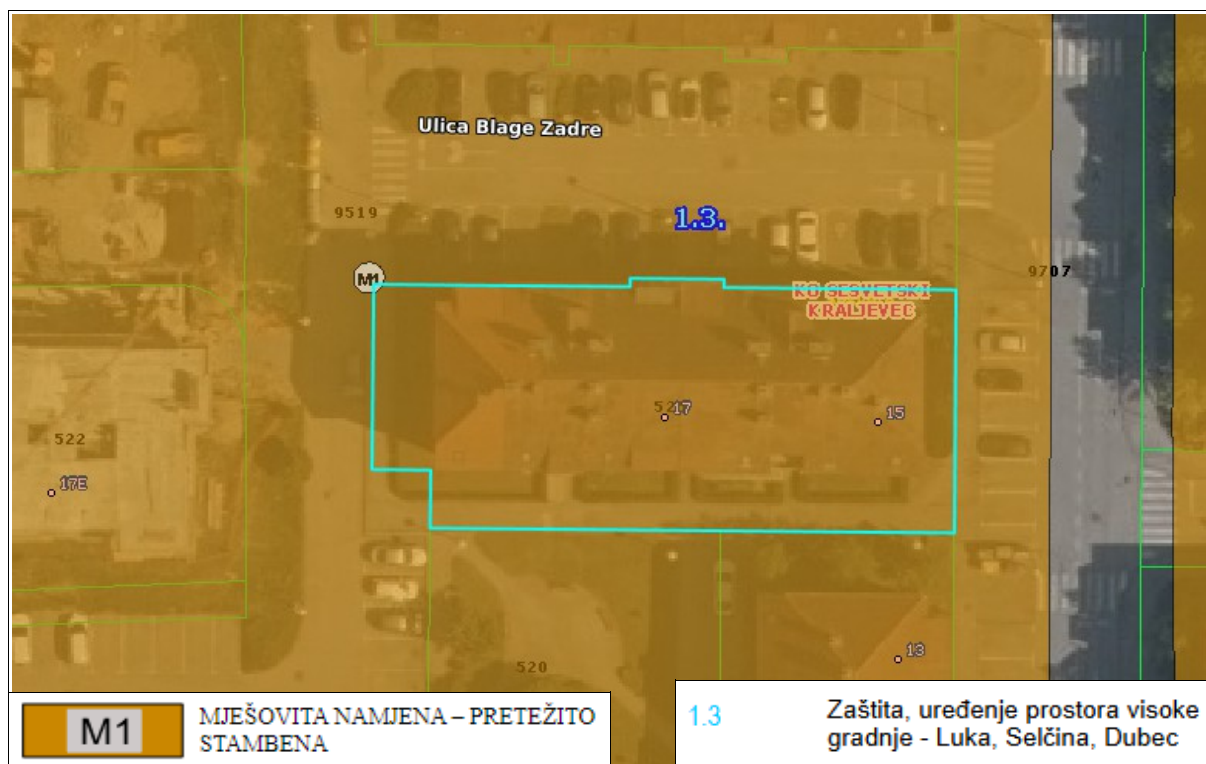 Ulica Blage Zadre
9519
1.3.
M1
9707
KO SESVETSKI
KRALJEVEC
17
15
522
17E
13
520
M1
MJEŠOVITA NAMJENA – PRETEŽITO
STAMBENA
1.3
Zaštita, uređenje prostora visoke
gradnje - Luka, Selčina, Dubec